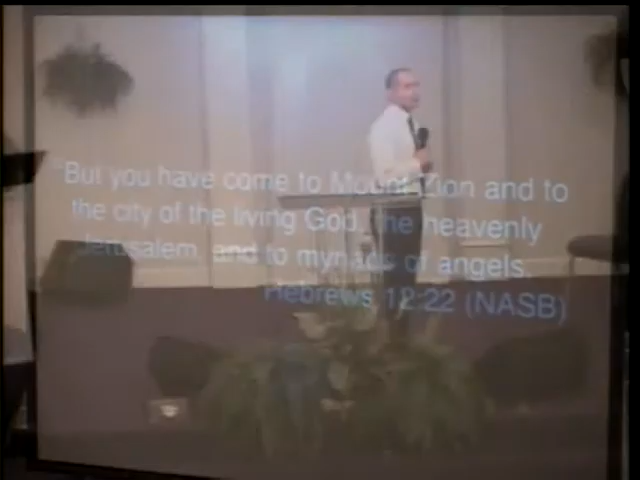 "But you have come to Mount Zion and to
the city of the living God, the heavenly
Jerusalem, and to myriads of angels,
Hebrews 12:22 (NASB)